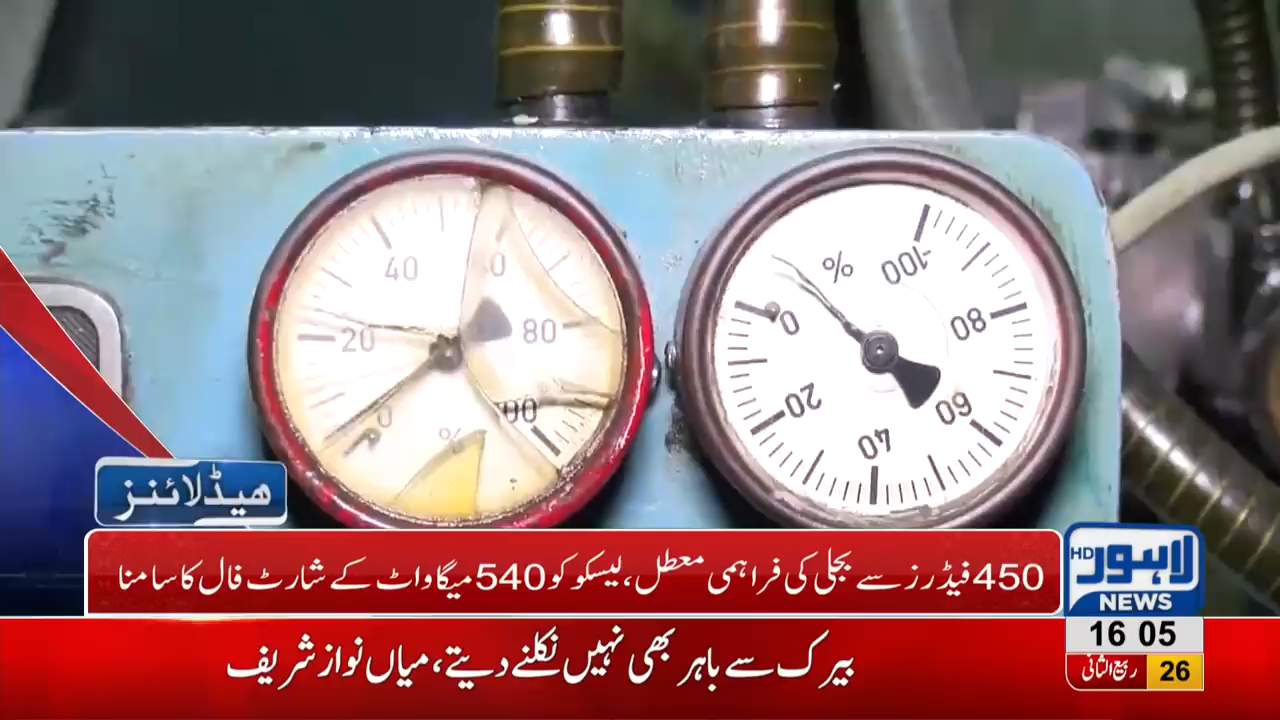 40 60
20 80
0 % 100
% 100
0 80
20 40 60
ہیڈلائنز
450 فیڈرز سے بجلی کی فراہمی معطل، لیسکو کو 540 میگاواٹ کے شارٹ فال کا سامنا
بیرک سے باہر بھی نہیں نکلنے دیتے، میاں نواز شریف
لاہور HD
NEWS
16 05
ربیع الثانی 26